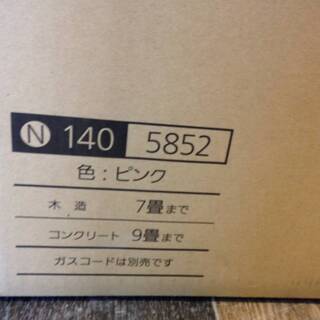 N 140 5852
色:ピンク
木造 7畳まで
コンクリート 9畳まで
ガスコードは別売です